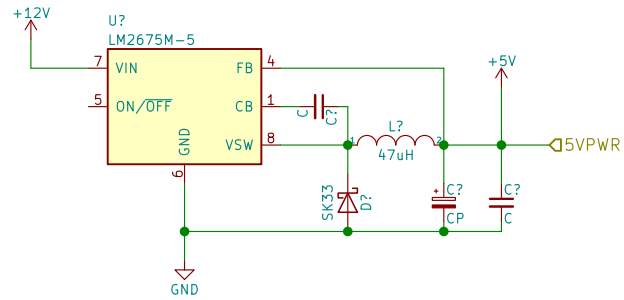 +12V
U?
LM2675M-5
+5V
7
VIN
FB
4
5
ON/OFF
CB
1
C
C?
GND
VSW
8
1
L?
2
47uH
5VPWR
6
SK33
D?
+
C?
CP
C?
C
GND